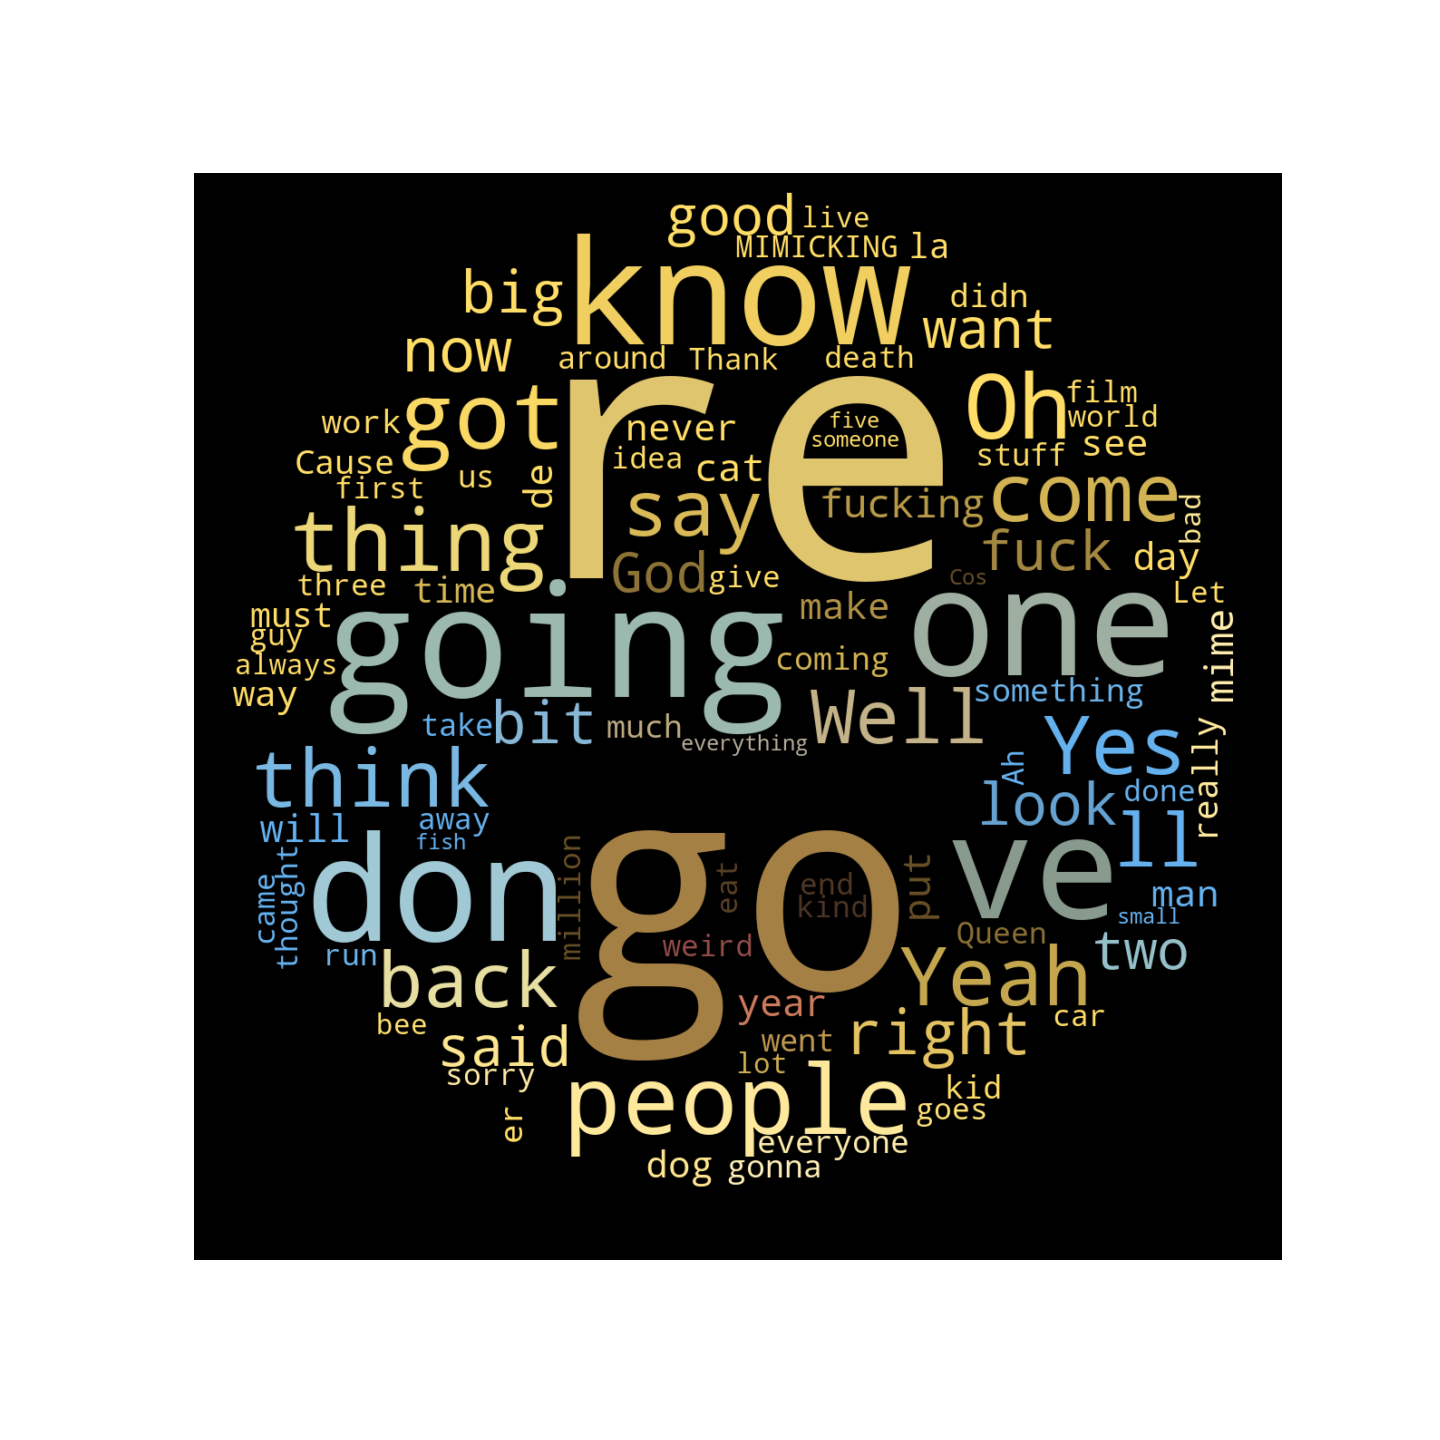 good live
MIMICKING la
know
big
didn
want
now
around Thank death
re
got
Oh
film
world
work
never
five
someone
see
Cause
us
idea
cat
stuff
first
de
say
fucking
come
bad
thing
God
give
fuck
day
three
time
Cos
Let
must
guy
going
make
one
mime
always
coming
way
something
take
bit
much
everything
Well
Yes
really
think
Ah
look
done
will
away
fish
ll
came
thought
don
million
go
eat
end
kind
put
ve
man
small
run
weird
Queen
two
back
year
Yeah
bee
said
went
right
car
sorry
lot
er
people
kid
goes
everyone
dog gonna